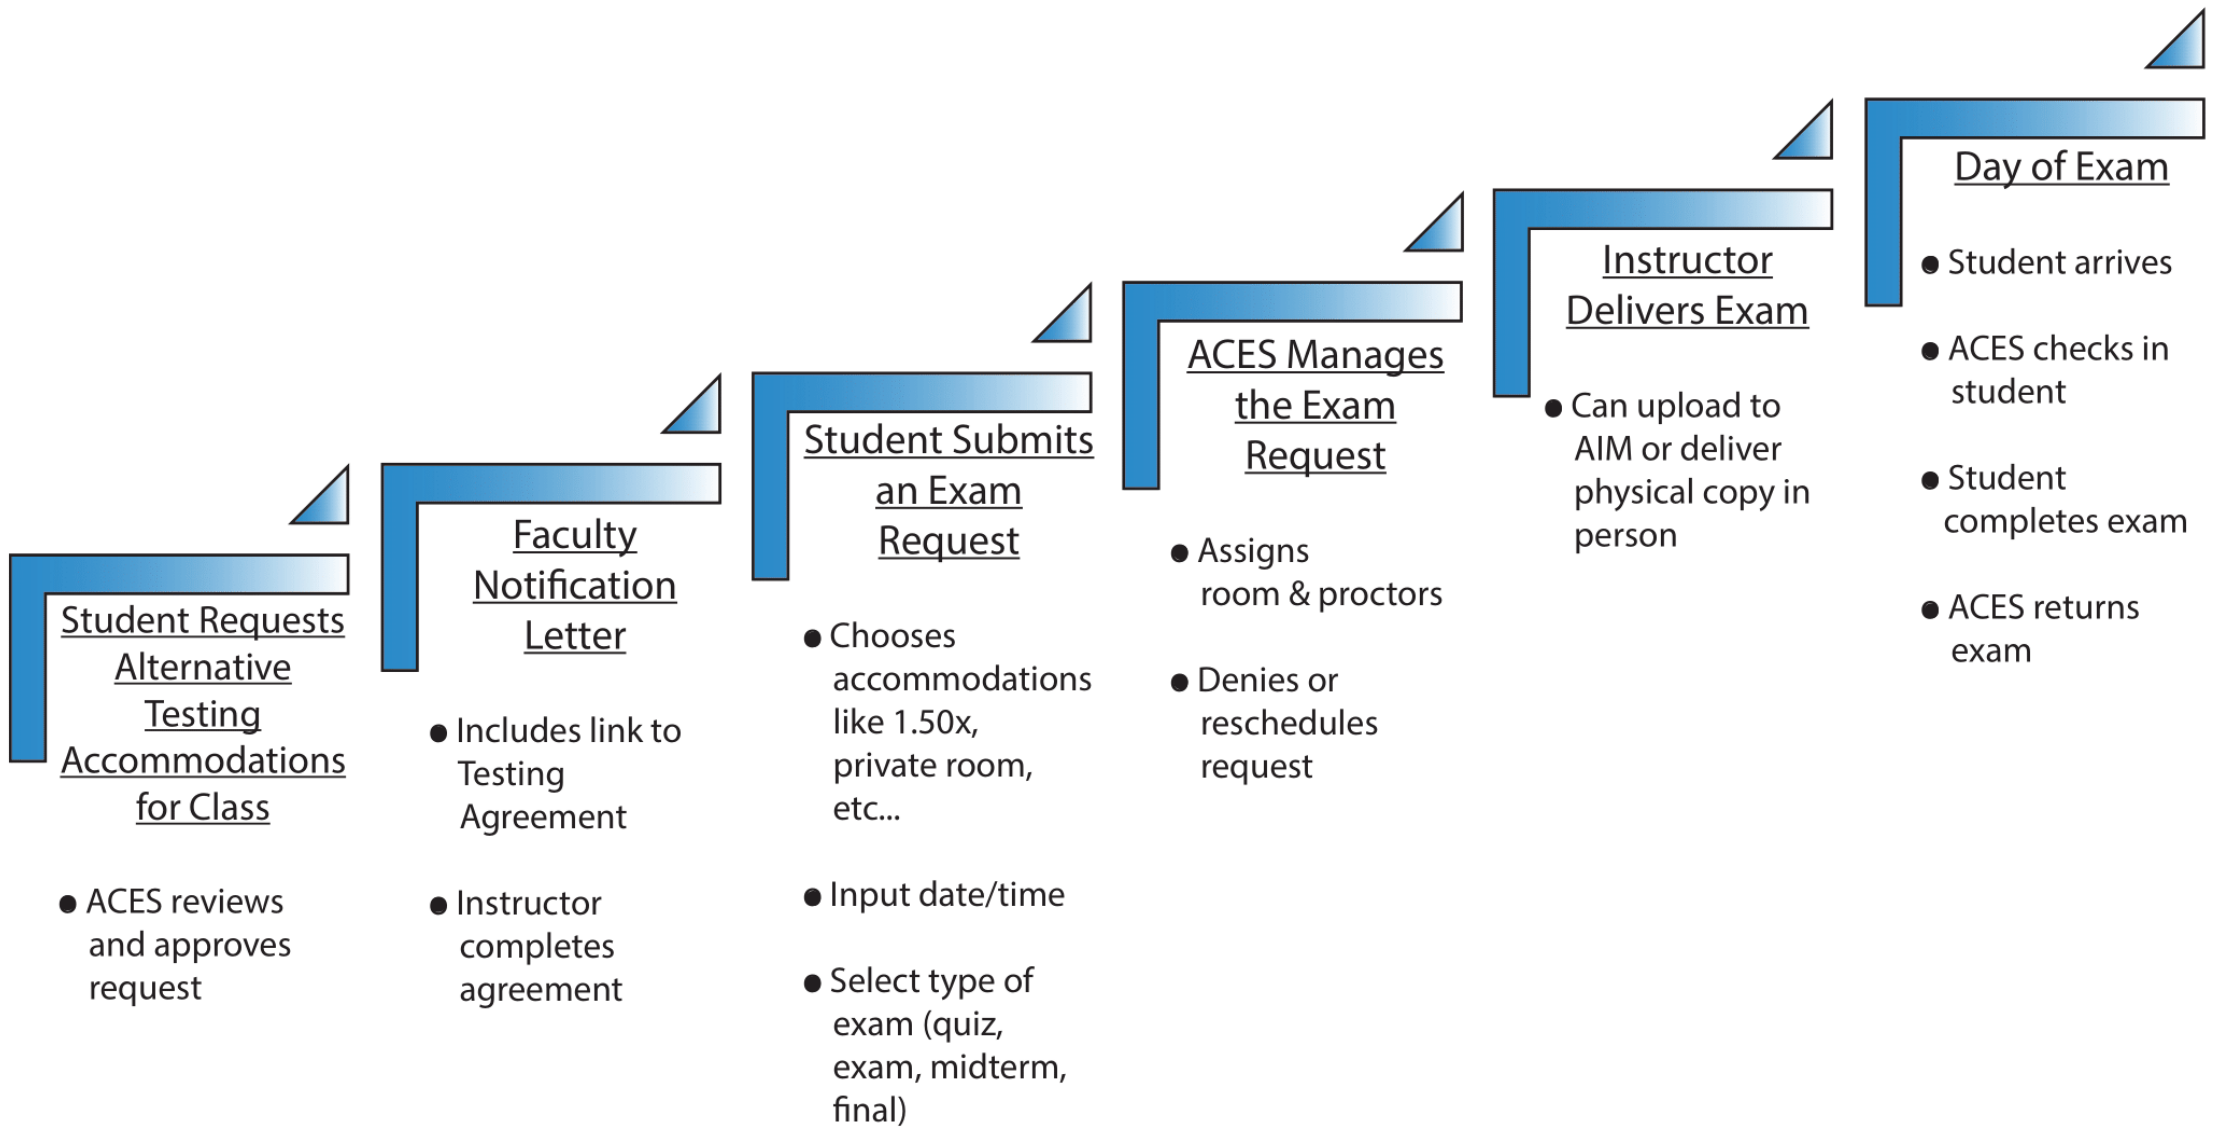 Student Requests
Alternative
Testing
Accommodations
for Class
● ACES reviews
and approves
request
Faculty
Notification
Letter
● Includes link to
Testing
Agreement
● Instructor
completes
agreement
Student Submits
an Exam
Request
● Chooses
accommodations
like 1.50x,
private room,
etc...
● Input date/time
● Select type of
exam (quiz,
exam, midterm,
final)
ACES Manages
the Exam
Request
● Assigns
room & proctors
● Denies or
reschedules
request
Instructor
Delivers Exam
● Can upload to
AIM or deliver
physical copy in
person
Day of Exam
● Student arrives
● ACES checks in
student
● Student
completes exam
● ACES returns
exam